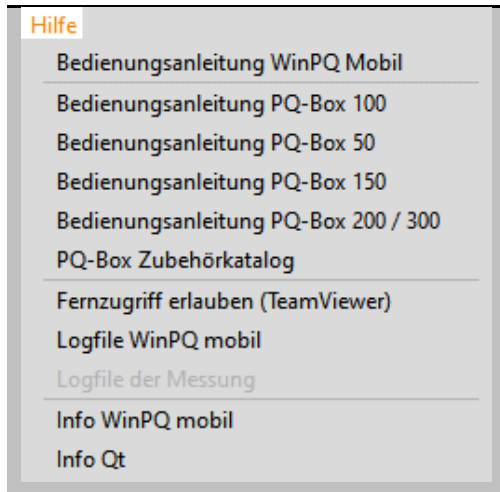 Hilfe
Bedienungsanleitung WinPQ Mobil
Bedienungsanleitung PQ-Box 100
Bedienungsanleitung PQ-Box 50
Bedienungsanleitung PQ-Box 150
Bedienungsanleitung PQ-Box 200 / 300
PQ-Box Zubehörkatalog
Fernzugriff erlauben (TeamViewer)
Logfile WinPQ mobil
Logfile der Messung
Info WinPQ mobil
Info Qt